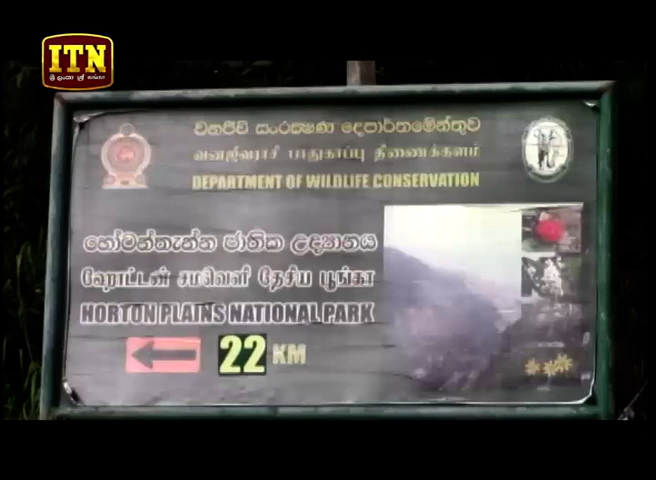 ITN
ශ්‍රී ලංකා ශ්‍රී லங்கா
වනජීවි සංරක්ෂණ දෙපාර්තමේන්තුව
வனஜீவராசி பாதுகாப்பு திணைக்களம்
DEPARTMENT OF WILDLIFE CONSERVATION
හෝටන්තැන්න ජාතික උද්‍යානය
ஹோட்டன் சமவெளி தேசிய பூங்கா
HORTON PLAINS NATIONAL PARK
22 KM